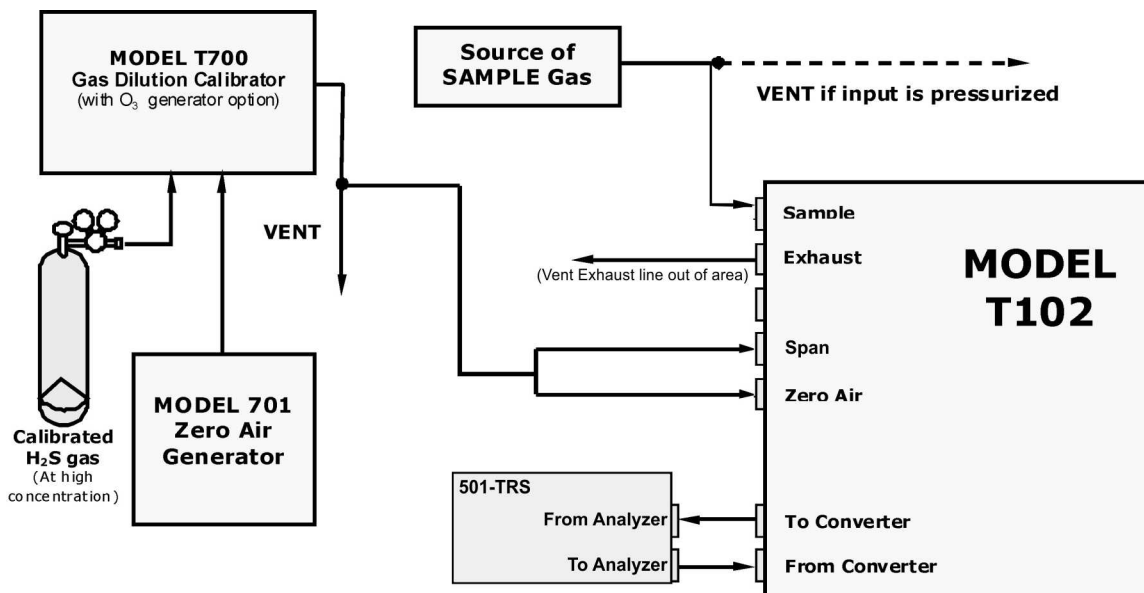 MODEL T700
Gas Dilution Calibrator
(with O₃ generator option)
Source of
SAMPLE Gas
VENT if input is pressurized
VENT
Sample
Exhaust
(Vent Exhaust line out of area)
MODEL
T102
Span
Zero Air
MODEL 701
Zero Air
Generator
Calibrated
H₂S gas
(At high
concentration)
501-TRS
From Analyzer
To Analyzer
To Converter
From Converter